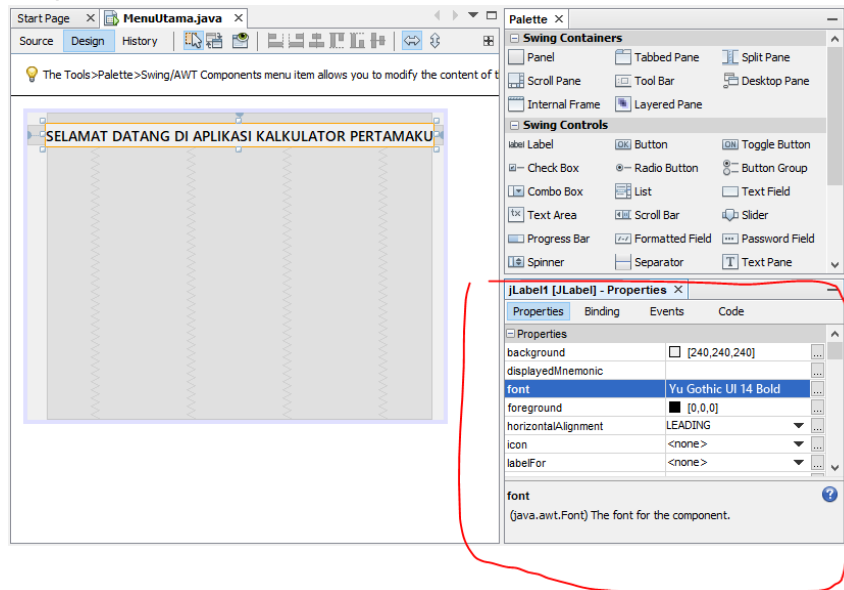 Start Page MenuUtama.java
Source Design History
The Tools>Palette>Swing/AWT Components menu item allows you to modify the content of t
SELAMAT DATANG DI APLIKASI KALKULATOR PERTAMAKU
Palette
Swing Containers
Panel Tabbed Pane Split Pane
Scroll Pane Tool Bar Desktop Pane
Internal Frame Layered Pane
Swing Controls
label Label OK Button ON Toggle Button
Check Box Radio Button Button Group
Combo Box List Text Field
tx Text Area Scroll Bar Slider
Progress Bar Formatted Field Password Field
Spinner Separator T Text Pane
jLabel1 [JLabel] - Properties
Properties Binding Events Code
Properties
background [240,240,240] ...
displayedMnemonic ...
font Yu Gothic UI 14 Bold ...
foreground [0,0,0] ...
horizontalAlignment LEADING ...
icon <none> ...
labelFor <none> ...
font
(java.awt.Font) The font for the component.